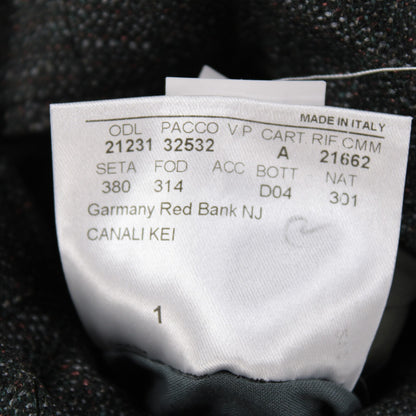 MADE IN ITALY
ODL PACCO V.P CART. RIF.CMM
21231 32532 A 21662
SETA FOD ACC BOTT NAT
380 314 D04 301
Garmany Red Bank NJ
CANALI KEI
1